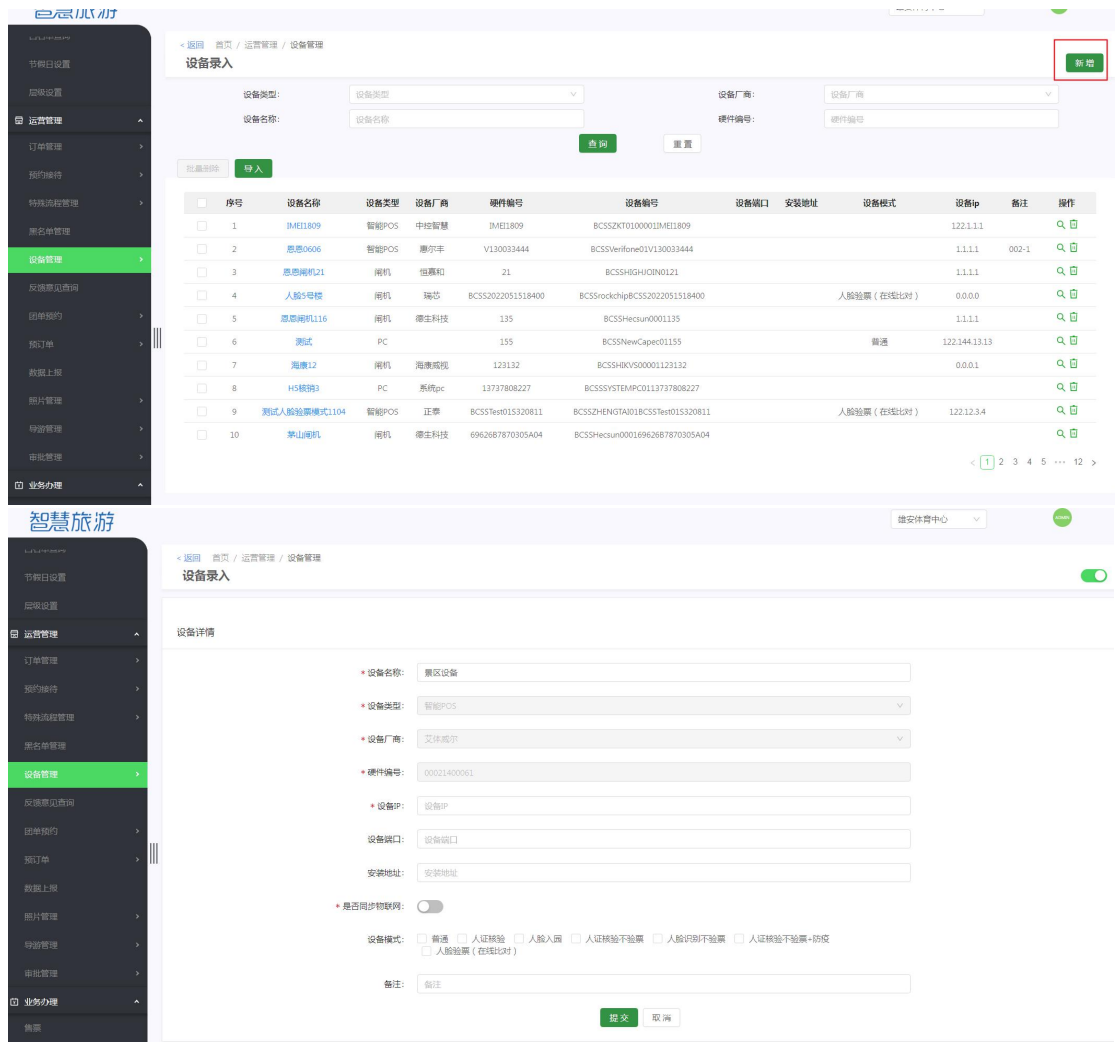 智慧旅游
节假日设置
层级设置
运营管理
订单管理
预约接待
特殊流程管理
黑名单管理
设备管理
反馈意见查询
团单预约
预订单
数据上报
照片管理
导游管理
审批管理
业务办理
<返回 首页 / 运营管理 / 设备管理
设备录入
新增
设备类型: 设备类型 设备厂商: 设备厂商
设备名称: 设备名称 硬件编号: 硬件编号
查询 重置
批量删除 导入
序号 设备名称 设备类型 设备厂商 硬件编号 设备编号 设备端口 安装地址 设备模式 设备ip 备注 操作
1 IMEI1809 智能POS 中控智慧 IMEI1809 BCSSZKT0100001IMEI1809 122.1.1.1
2 恩恩0606 智能POS 惠尔丰 V130033444 BCSSVerifone01V130033444 1.1.1.1 002-1
3 恩恩闸机21 闸机 恒嘉和 21 BCSSHIGHJOIN0121 1.1.1.1
4 人脸5号楼 闸机 瑞芯 BCSS2022051518400 BCSSrockchipBCSS2022051518400 人脸验票（在线比对） 0.0.0.0
5 恩恩闸机116 闸机 德生科技 135 BCSSHecsun0001135 1.1.1.1
6 测试 PC 155 BCSSNewCapec01155 普通 122.144.13.13
7 海康12 闸机 海康威视 123132 BCSSHIKVS00001123132 0.0.0.1
8 H5核销3 PC 系统pc 13737808227 BCSSSYSTEMPC0113737808227
9 测试人脸验票模式1104 智能POS 正泰 BCSSTest01S320811 BCSSZHENGTAI01BCSSTest01S320811 人脸验票（在线比对） 122.12.3.4
10 茅山闸机 闸机 德生科技 69626B7870305A04 BCSSHecsun000169626B7870305A04
< 1 2 3 4 5 ••• 12 >
智慧旅游
雄安体育中心
节假日设置
层级设置
运营管理
订单管理
预约接待
特殊流程管理
黑名单管理
设备管理
反馈意见查询
团单预约
预订单
数据上报
照片管理
导游管理
审批管理
业务办理
售票
<返回 首页 / 运营管理 / 设备管理
设备录入
设备详情
* 设备名称: 景区设备
* 设备类型: 智能POS
* 设备厂商: 艾体威尔
* 硬件编号: 00021400061
* 设备IP: 设备IP
设备端口: 设备端口
安装地址: 安装地址
* 是否同步物联网:
设备模式: 普通 人证核验 人脸入园 人证核验不验票 人脸识别不验票 人证核验不验票+防疫
人脸验票（在线比对）
备注: 备注
提交 取消